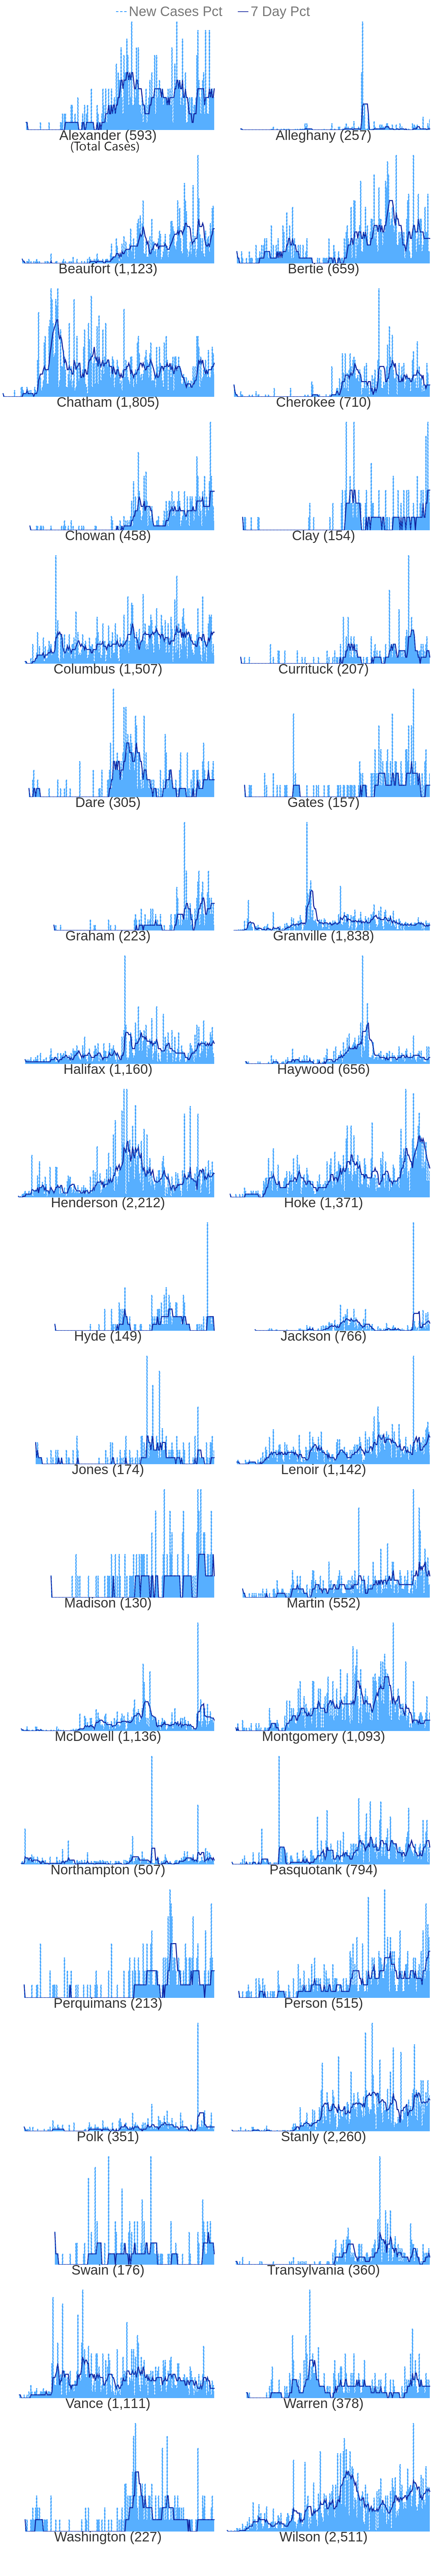 New Cases Pct 7 Day Pct
Alexander (593) Alleghany (257)
(Total Cases)
Beaufort (1,123) Bertie (659)
Chatham (1,805) Cherokee (710)
Chowan (458) Clay (154)
Columbus (1,507) Currituck (207)
Dare (305) Gates (157)
Graham (223) Granville (1,838)
Halifax (1,160) Haywood (656)
Henderson (2,212) Hoke (1,371)
Hyde (149) Jackson (766)
Jones (174) Lenoir (1,142)
Madison (130) Martin (552)
McDowell (1,136) Montgomery (1,093)
Northampton (507) Pasquotank (794)
Perquimans (213) Person (515)
Polk (351) Stanly (2,260)
Swain (176) Transylvania (360)
Vance (1,111) Warren (378)
Washington (227) Wilson (2,511)